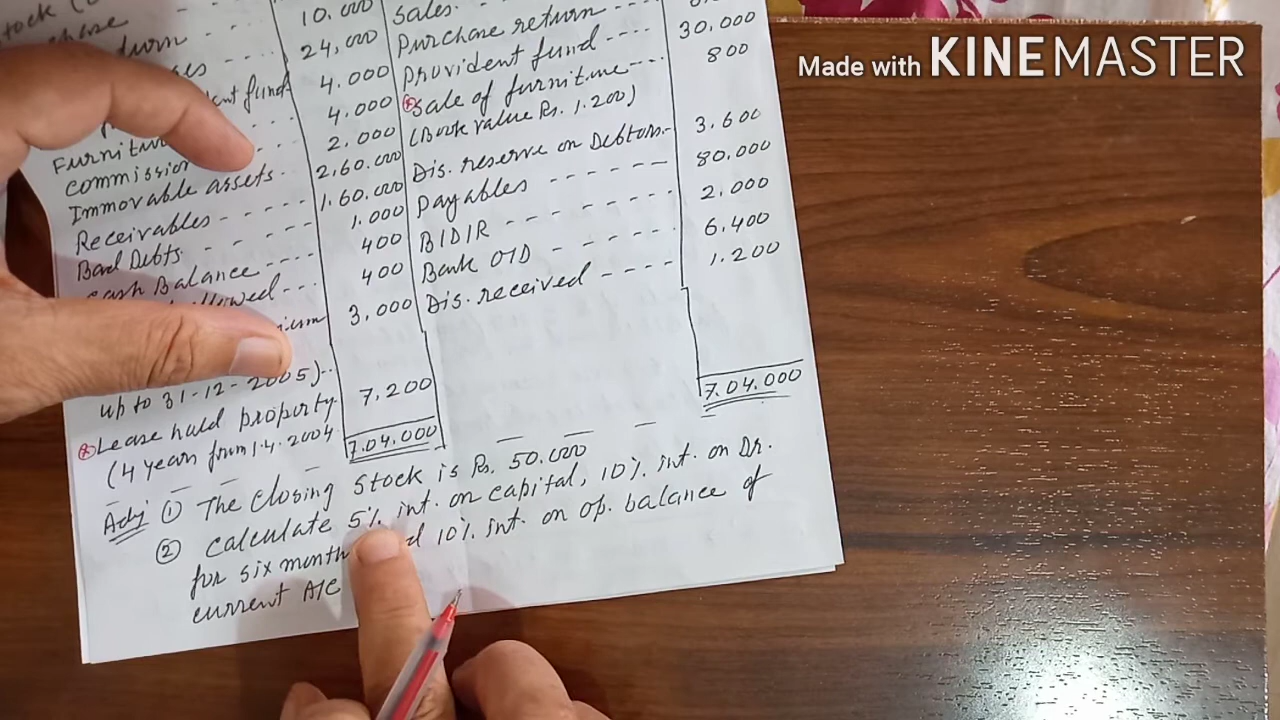 Made with KINEMASTER
10.000 Sales.
24,000 Purchase return ----
4.000 Provident fund ---- 30,000
4.000 Sale of furniture --- 800
2.000 (Book value Rs. 1.200)
Immovable assets. 2,60.000 Dis. reserve on Debtors.- 3.600
Receivables ----- 1.60.000 Payables ------ 80.000
Bad Debts 1.000 B/D/R ------- 2.000
Cash Balance ---- 400 Bank O/D ------ 6.400
400 Dis. received ---- 1.200
3,000
up to 31-12-2005)..
Lease hold property 7,200 7.04.000
(4 years from 1.4.2004 7.04.000
Adj ① The closing stock is Rs. 50.000
② calculate 5% int. on capital, 10% int. on Dr.
for six month 10% int. on op. balance of
current A/C